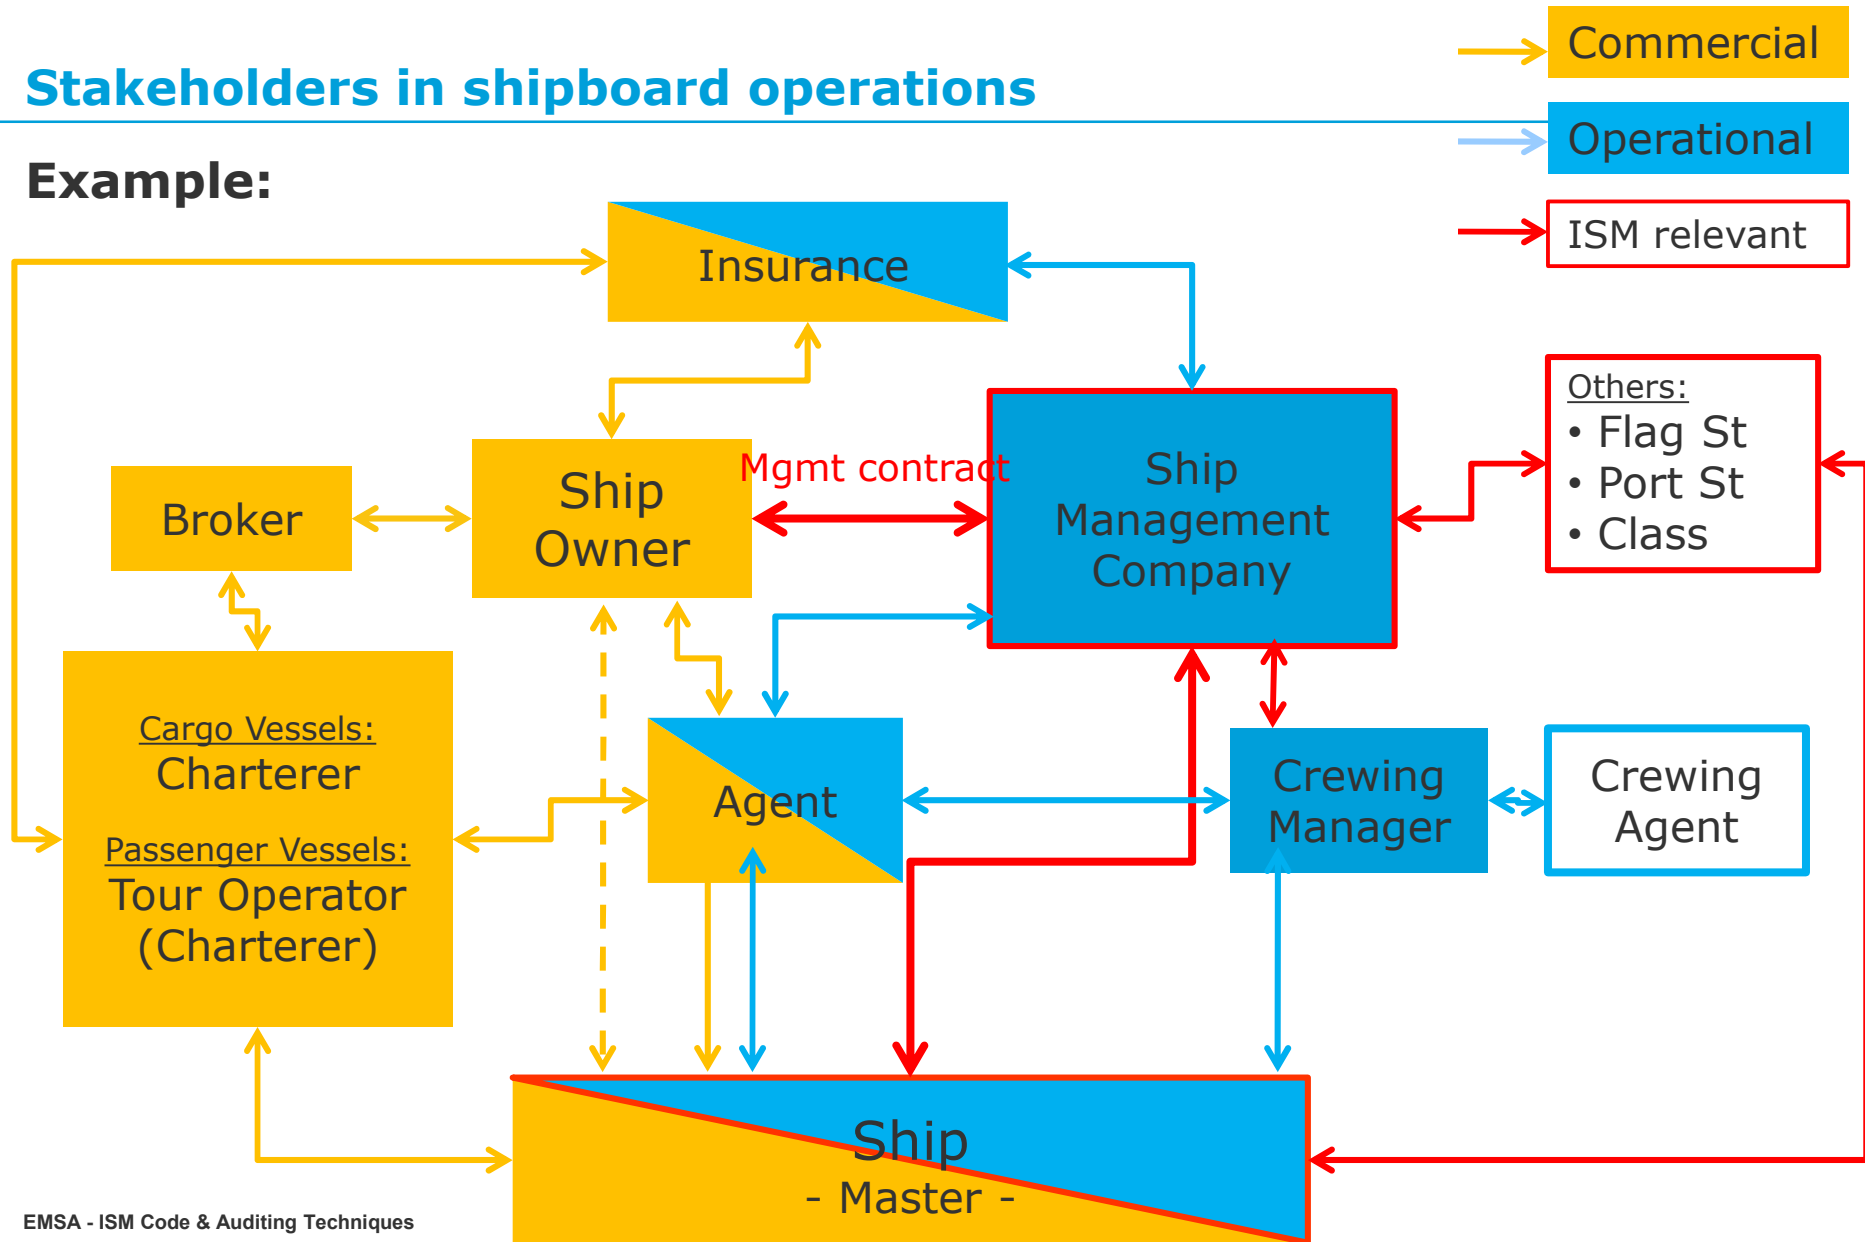 Commercial
Stakeholders in shipboard operations
Operational
Example:
ISM relevant
Insurance
Others:
• Flag St
• Port St
• Class
Mgmt contract
Ship
Management
Company
Ship
Owner
Broker
Cargo Vessels:
Charterer
Passenger Vessels:
Tour Operator
(Charterer)
Agent
Crewing
Manager
Crewing
Agent
Ship
- Master -
EMSA - ISM Code & Auditing Techniques